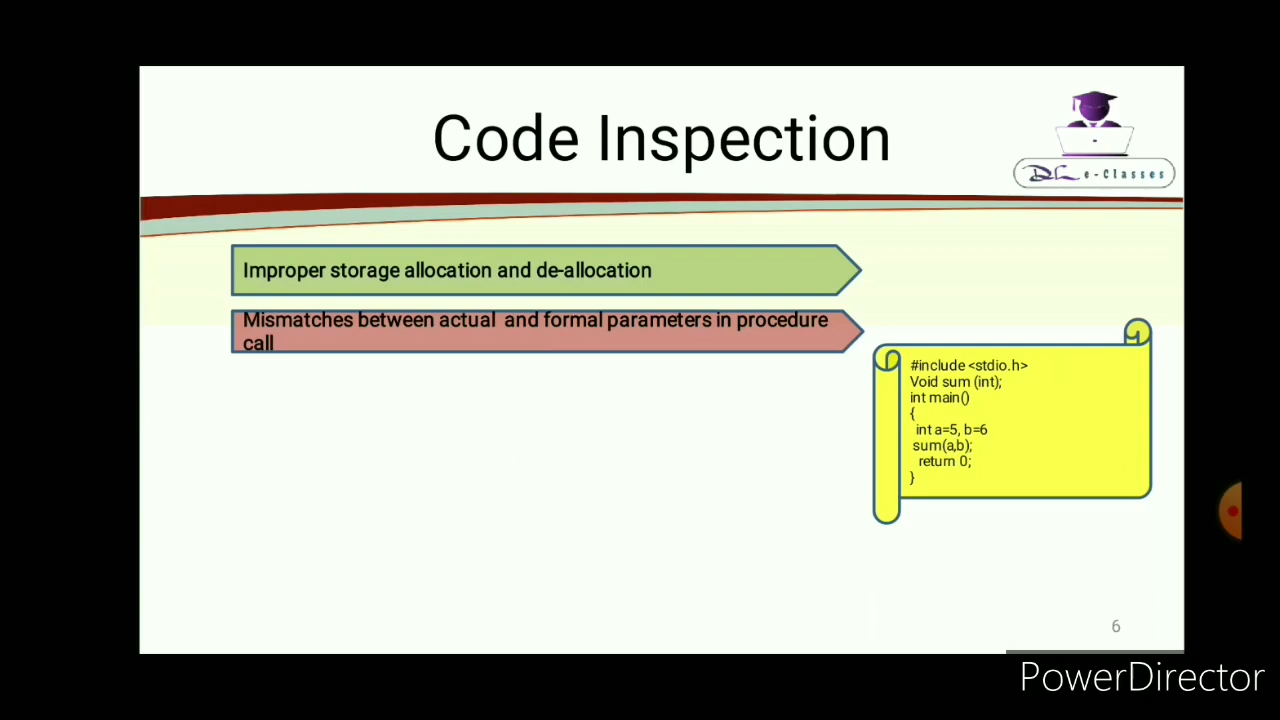 Code Inspection
DL e-Classes
Improper storage allocation and de-allocation
Mismatches between actual and formal parameters in procedure
call
#include <stdio.h>
Void sum (int);
int main()
{
int a=5, b=6
sum(a,b);
return 0;
}
6
PowerDirector